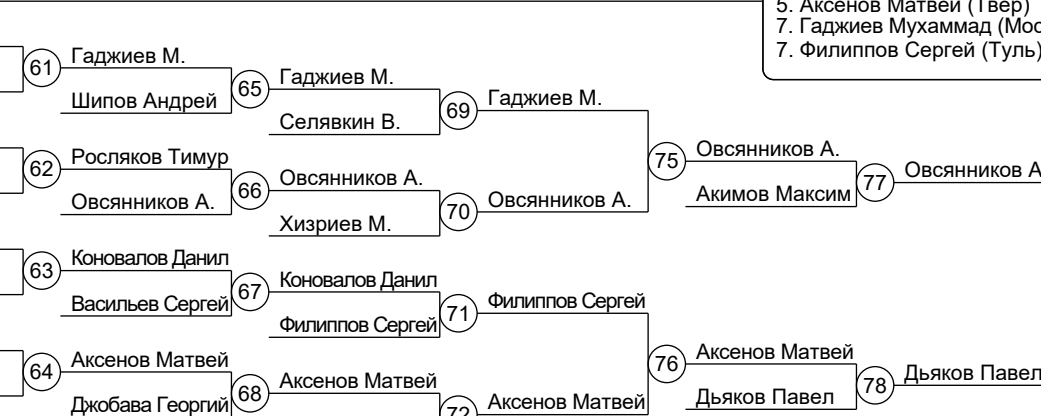 5. Аксенов Матвей (Твер)
7. Гаджиев Мухаммад (Мос
7. Филиппов Сергей (Туль)
61
Гаджиев М.
Шипов Андрей
65
Гаджиев М.
Селявкин В.
69
Гаджиев М.
62
Росляков Тимур
Овсянников А.
66
Овсянников А.
Хизриев М.
70
Овсянников А.
75
Овсянников А.
Акимов Максим
77
Овсянников А
63
Коновалов Данил
Васильев Сергей
67
Коновалов Данил
Филиппов Сергей
71
Филиппов Сергей
64
Аксенов Матвей
Джобава Георгий
68
Аксенов Матвей
72
Аксенов Матвей
76
Аксенов Матвей
Дьяков Павел
78
Дьяков Павел